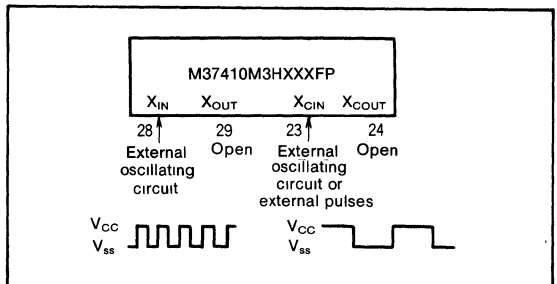 M37410M3HXXXFP
XIN XOUT XCIN XCOUT
28 29 23 24
External oscillating circuit
Open
External oscillating circuit or external pulses
Open
VCC
Vss
VCC
Vss